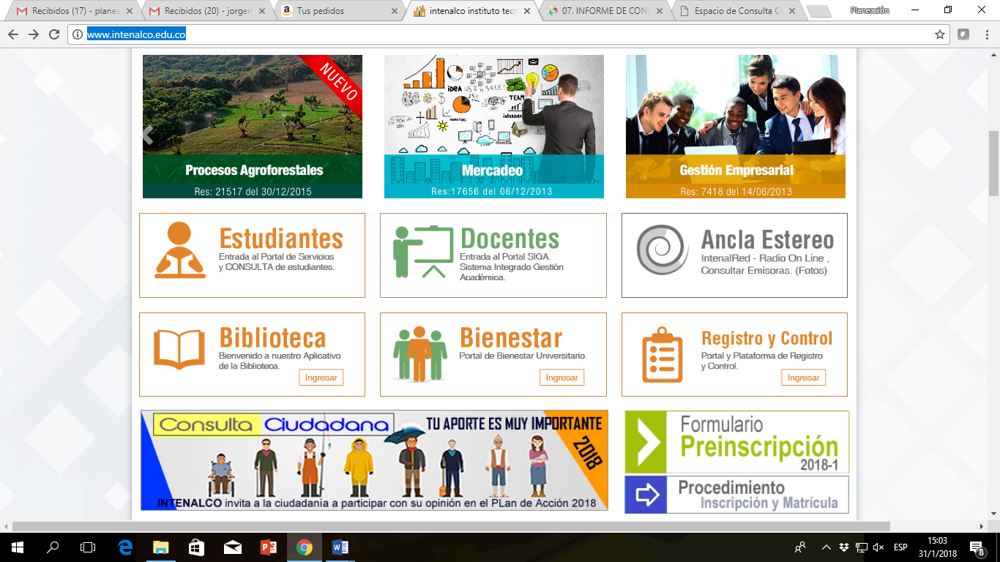 Recibidos (17) - planea
Recibidos (20) - jorgen
Tus pedidos
intenalco instituto tecn
07. INFORME DE CONS
Espacio de Consulta Ci
Planeación
www.intenalco.edu.co
NUEVO
Procesos Agroforestales
Res: 21517 del 30/12/2015
IDEA 45% SALE!
TEAM
Mercadeo
Res:17656 del 06/12/2013
Gestión Empresarial
Res: 7418 del 14/06/2013
Estudiantes
Entrada al Portal de Servicios
y CONSULTA de estudiantes.
Docentes
Entrada al Portal SIGA.
Sistema Integrado Gestión
Académica.
Ancla Estereo
IntenalRed - Radio On Line ,
Consultar Emisoras. (Fotos)
Biblioteca
Bienvenido a nuestro Aplicativo
de la Biblioteca.
Ingresar
Bienestar
Portal de Bienestar Universitario.
Ingresar
Registro y Control
Portal y Plataforma de Registro
y Control.
Ingresar
Consulta Ciudadana
TU APORTE ES MUY IMPORTANTE
2018
INTENALCO invita a la ciudadanía a participar con su opinión en el PLan de Acción 2018
Formulario
Preinscripción
2018-1
Procedimiento
Inscripción y Matrícula
ESP
15:03
31/1/2018
8